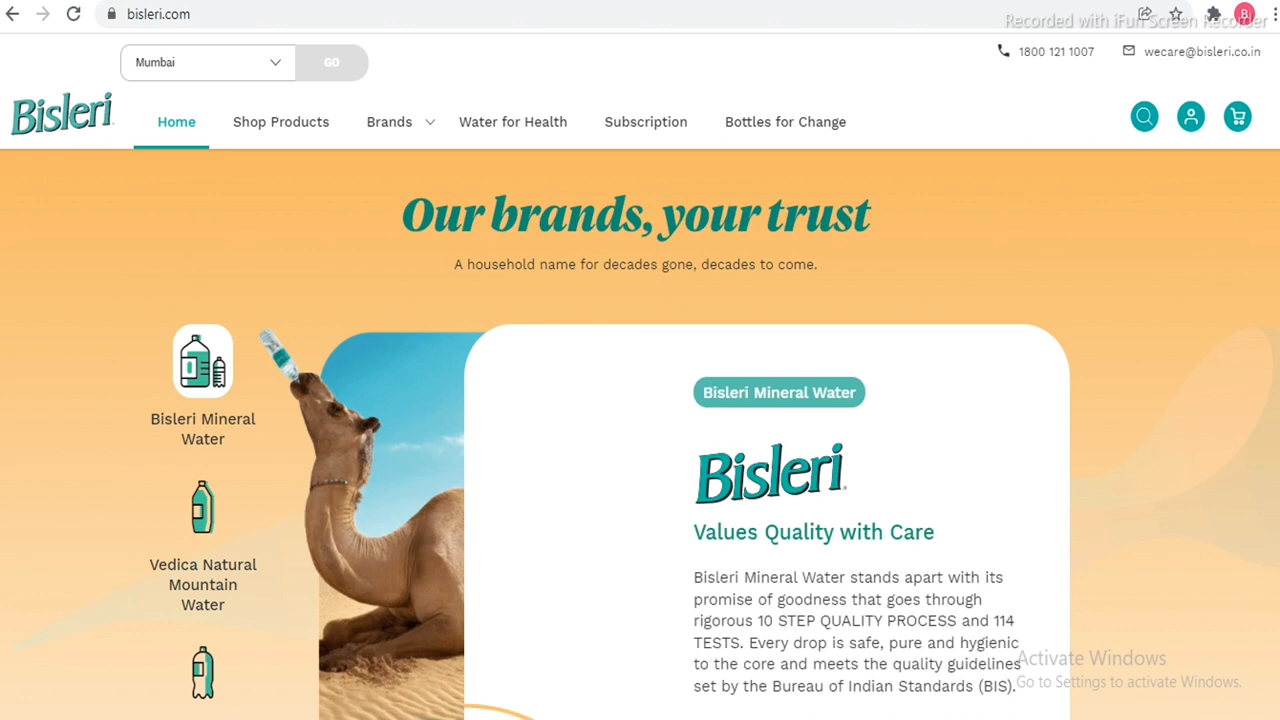 bisleri.com
B
Recorded with iFun Screen Recorder
Mumbai
GO
1800 121 1007
wecare@bisleri.co.in
Bisleri
Home
Shop Products
Brands
Water for Health
Subscription
Bottles for Change
Our brands, your trust
A household name for decades gone, decades to come.
Bisleri Mineral
Water
Vedica Natural
Mountain
Water
Bisleri Mineral Water
Bisleri
Values Quality with Care
Bisleri Mineral Water stands apart with its
promise of goodness that goes through
rigorous 10 STEP QUALITY PROCESS and 114
TESTS. Every drop is safe, pure and hygienic
to the core and meets the quality guidelines
set by the Bureau of Indian Standards (BIS).
Activate Windows
Go to Settings to activate Windows.